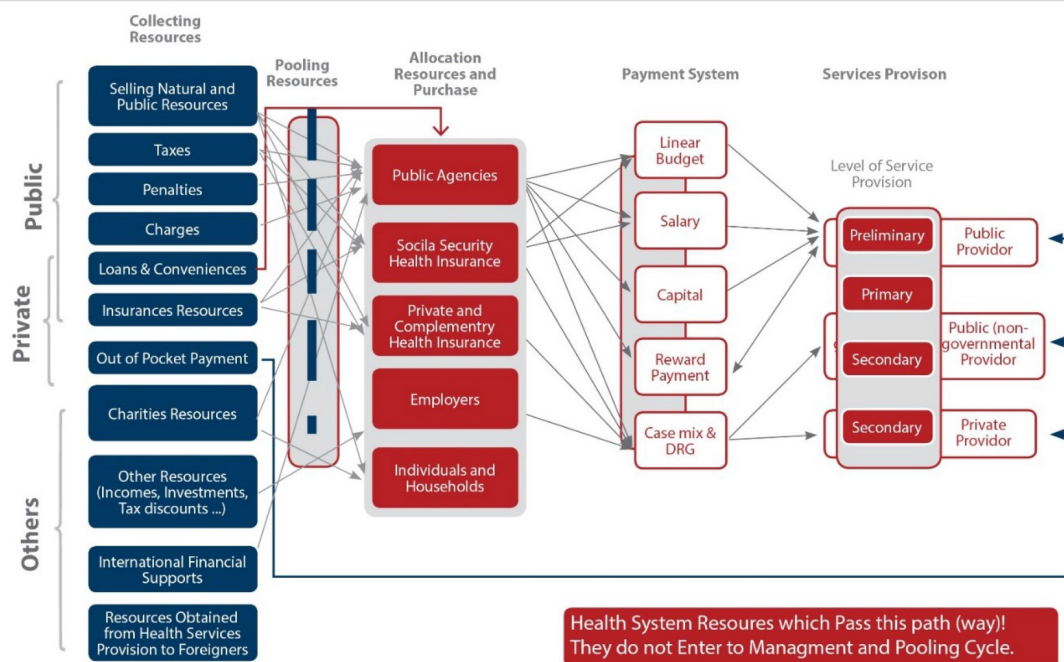 Collecting
Resources
Pooling
Resources
Allocation
Resources and
Purchase
Payment System
Services Provison
Public
Private
Others
Selling Natural and
Public Resources
Taxes
Penalties
Charges
Loans & Conveniences
Insurances Resources
Out of Pocket Payment
Charities Resources
Other Resources
(Incomes, Investments,
Tax discounts ...)
International Financial
Supports
Resources Obtained
from Health Services
Provision to Foreigners
Public Agencies
Socila Security
Health Insurance
Private and
Complementry
Health Insurance
Employers
Individuals and
Households
Linear
Budget
Salary
Capital
Reward
Payment
Case mix &
DRG
Level of Service
Provision
Preliminary
Primary
Secondary
Secondary
Public
Providor
Public (non-
governmental
Providor
Private
Providor
Health System Resoures which Pass this path (way)!
They do not Enter to Managment and Pooling Cycle.